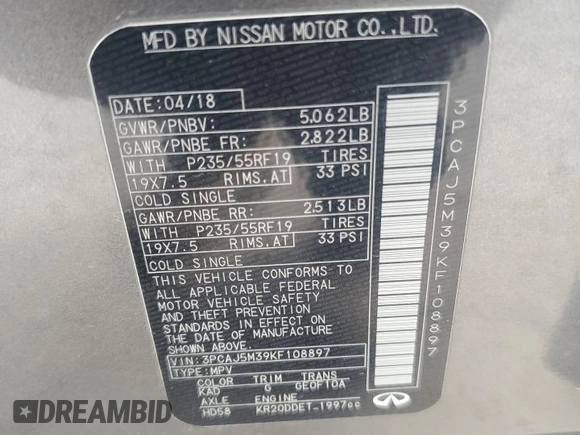 MFD BY NISSAN MOTOR CO.,LTD.
DATE:04/18
GVWR/PNBV: 5.062LB
GAWR/PNBE FR: 2.822LB
WITH P235/55RF19 TIRES
19X7.5 RIMS.AT 33 PSI
COLD SINGLE
GAWR/PNBE RR: 2.513LB
WITH P235/55RF19 TIRES
19X7.5 RIMS.AT 33 PSI
COLD SINGLE
THIS VEHICLE CONFORMS TO
ALL APPLICABLE FEDERAL
MOTOR VEHICLE SAFETY
AND THEFT PREVENTION
STANDARDS IN EFFECT ON
THE DATE OF MANUFACTURE
SHOWN ABOVE.
VIN:3PCAJ5M39KF108897
TYPE:MPV
COLOR TRIM TRANS
KAD G GEOF10A
AXLE ENGINE
HD58 KR20DDET-1997cc
3PCAJ5M39KF108897
DID IT SELL?